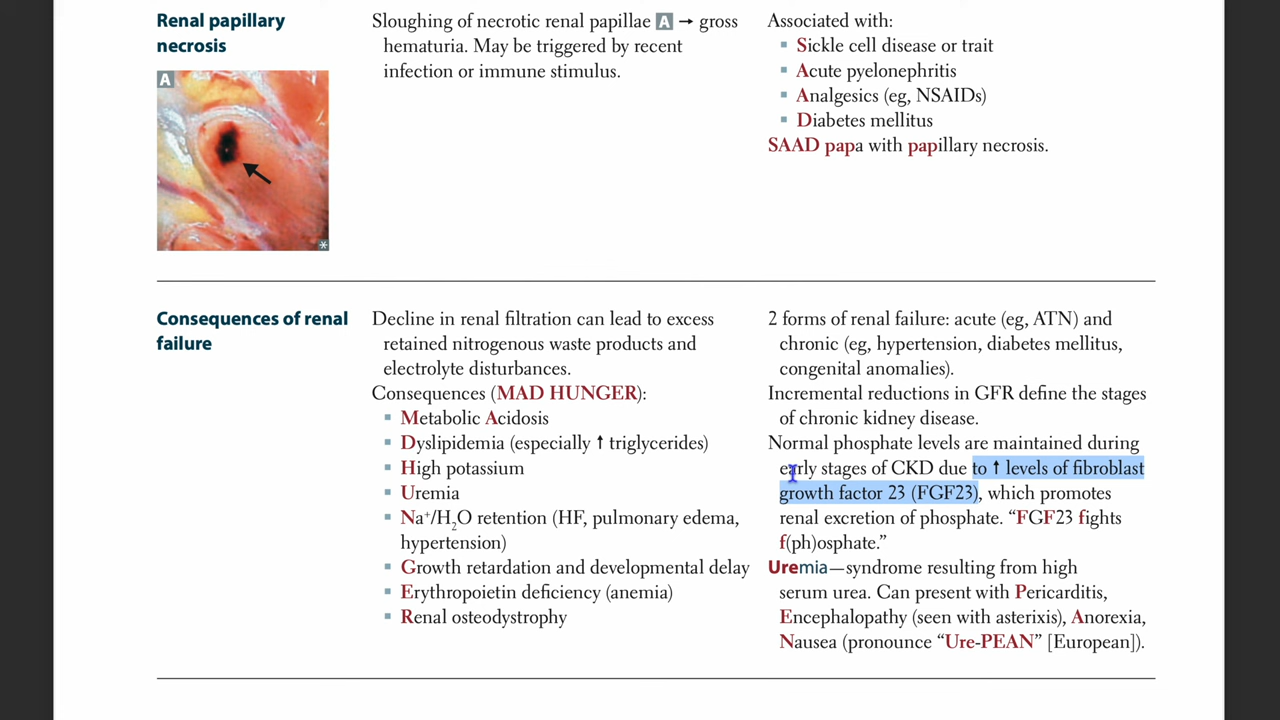 Renal papillary
necrosis
A
Sloughing of necrotic renal papillae A → gross
hematuria. May be triggered by recent
infection or immune stimulus.
Associated with:
▪ Sickle cell disease or trait
▪ Acute pyelonephritis
▪ Analgesics (eg, NSAIDs)
▪ Diabetes mellitus
SAAD papa with papillary necrosis.
Consequences of renal
failure
Decline in renal filtration can lead to excess
retained nitrogenous waste products and
electrolyte disturbances.
Consequences (MAD HUNGER):
▪ Metabolic Acidosis
▪ Dyslipidemia (especially ↑ triglycerides)
▪ High potassium
▪ Uremia
▪ Na⁺/H₂O retention (HF, pulmonary edema,
hypertension)
▪ Growth retardation and developmental delay
▪ Erythropoietin deficiency (anemia)
▪ Renal osteodystrophy
2 forms of renal failure: acute (eg, ATN) and
chronic (eg, hypertension, diabetes mellitus,
congenital anomalies).
Incremental reductions in GFR define the stages
of chronic kidney disease.
Normal phosphate levels are maintained during
early stages of CKD due to ↑ levels of fibroblast
growth factor 23 (FGF23), which promotes
renal excretion of phosphate. “FGF23 fights
f(ph)osphate.”
Uremia—syndrome resulting from high
serum urea. Can present with Pericarditis,
Encephalopathy (seen with asterixis), Anorexia,
Nausea (pronounce “Ure-PEAN” [European]).